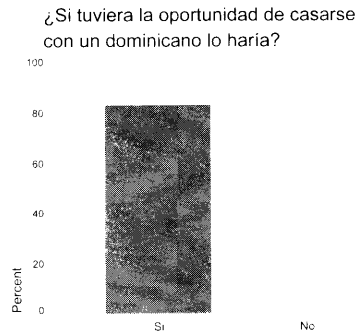 ¿Si tuviera la oportunidad de casarse
con un dominicano lo haría?
100
80
60
40
20
0
Percent
Si
No